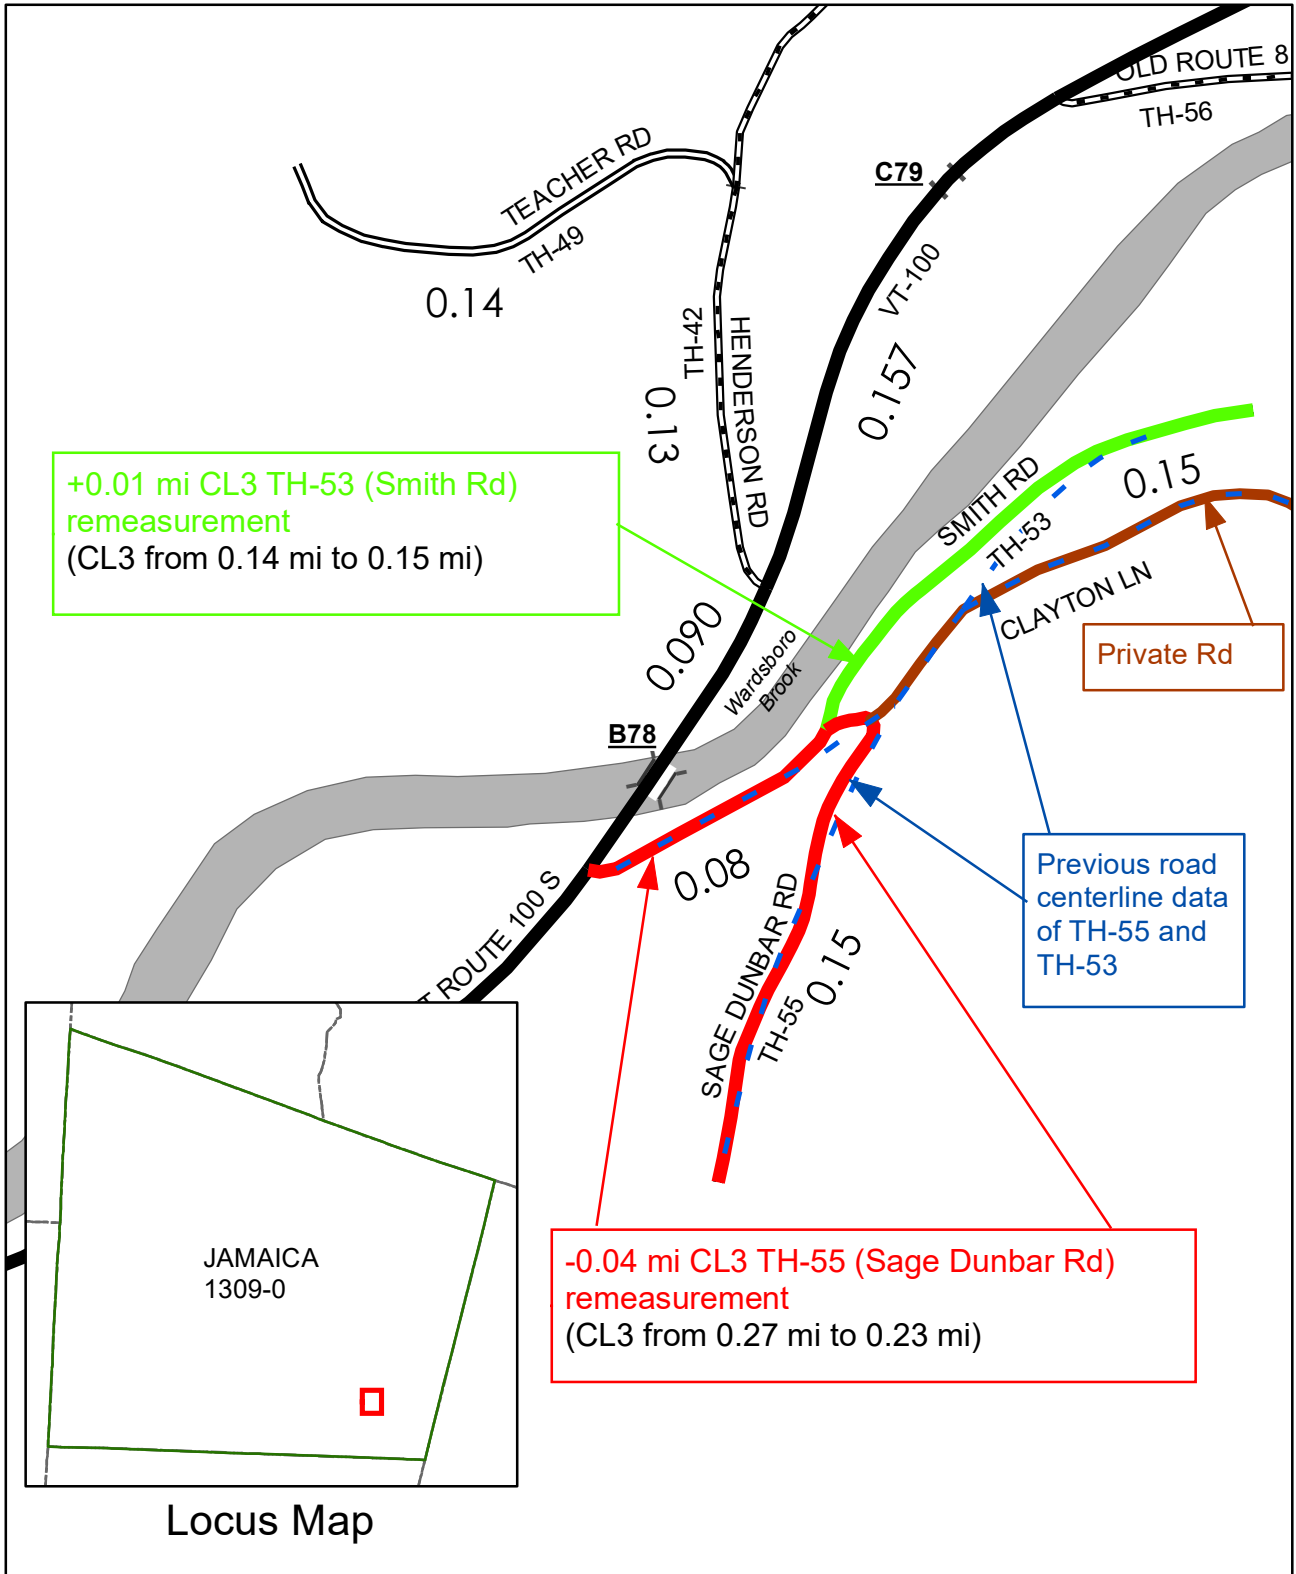 OLD ROUTE 8
TH-56
TEACHER RD
TH-49
0.14
C79
VT-100
0.157
TH-42
HENDERSON RD
0.13
+0.01 mi CL3 TH-53 (Smith Rd)
remeasurement
(CL3 from 0.14 mi to 0.15 mi)
SMITH RD
TH-53
0.15
CLAYTON LN
Private Rd
0.090
Wardsboro
Brook
B78
0.08
Previous road
centerline data
of TH-55 and
TH-53
T ROUTE 100 S
SAGE DUNBAR RD
TH-55
0.15
JAMAICA
1309-0
-0.04 mi CL3 TH-55 (Sage Dunbar Rd)
remeasurement
(CL3 from 0.27 mi to 0.23 mi)
Locus Map